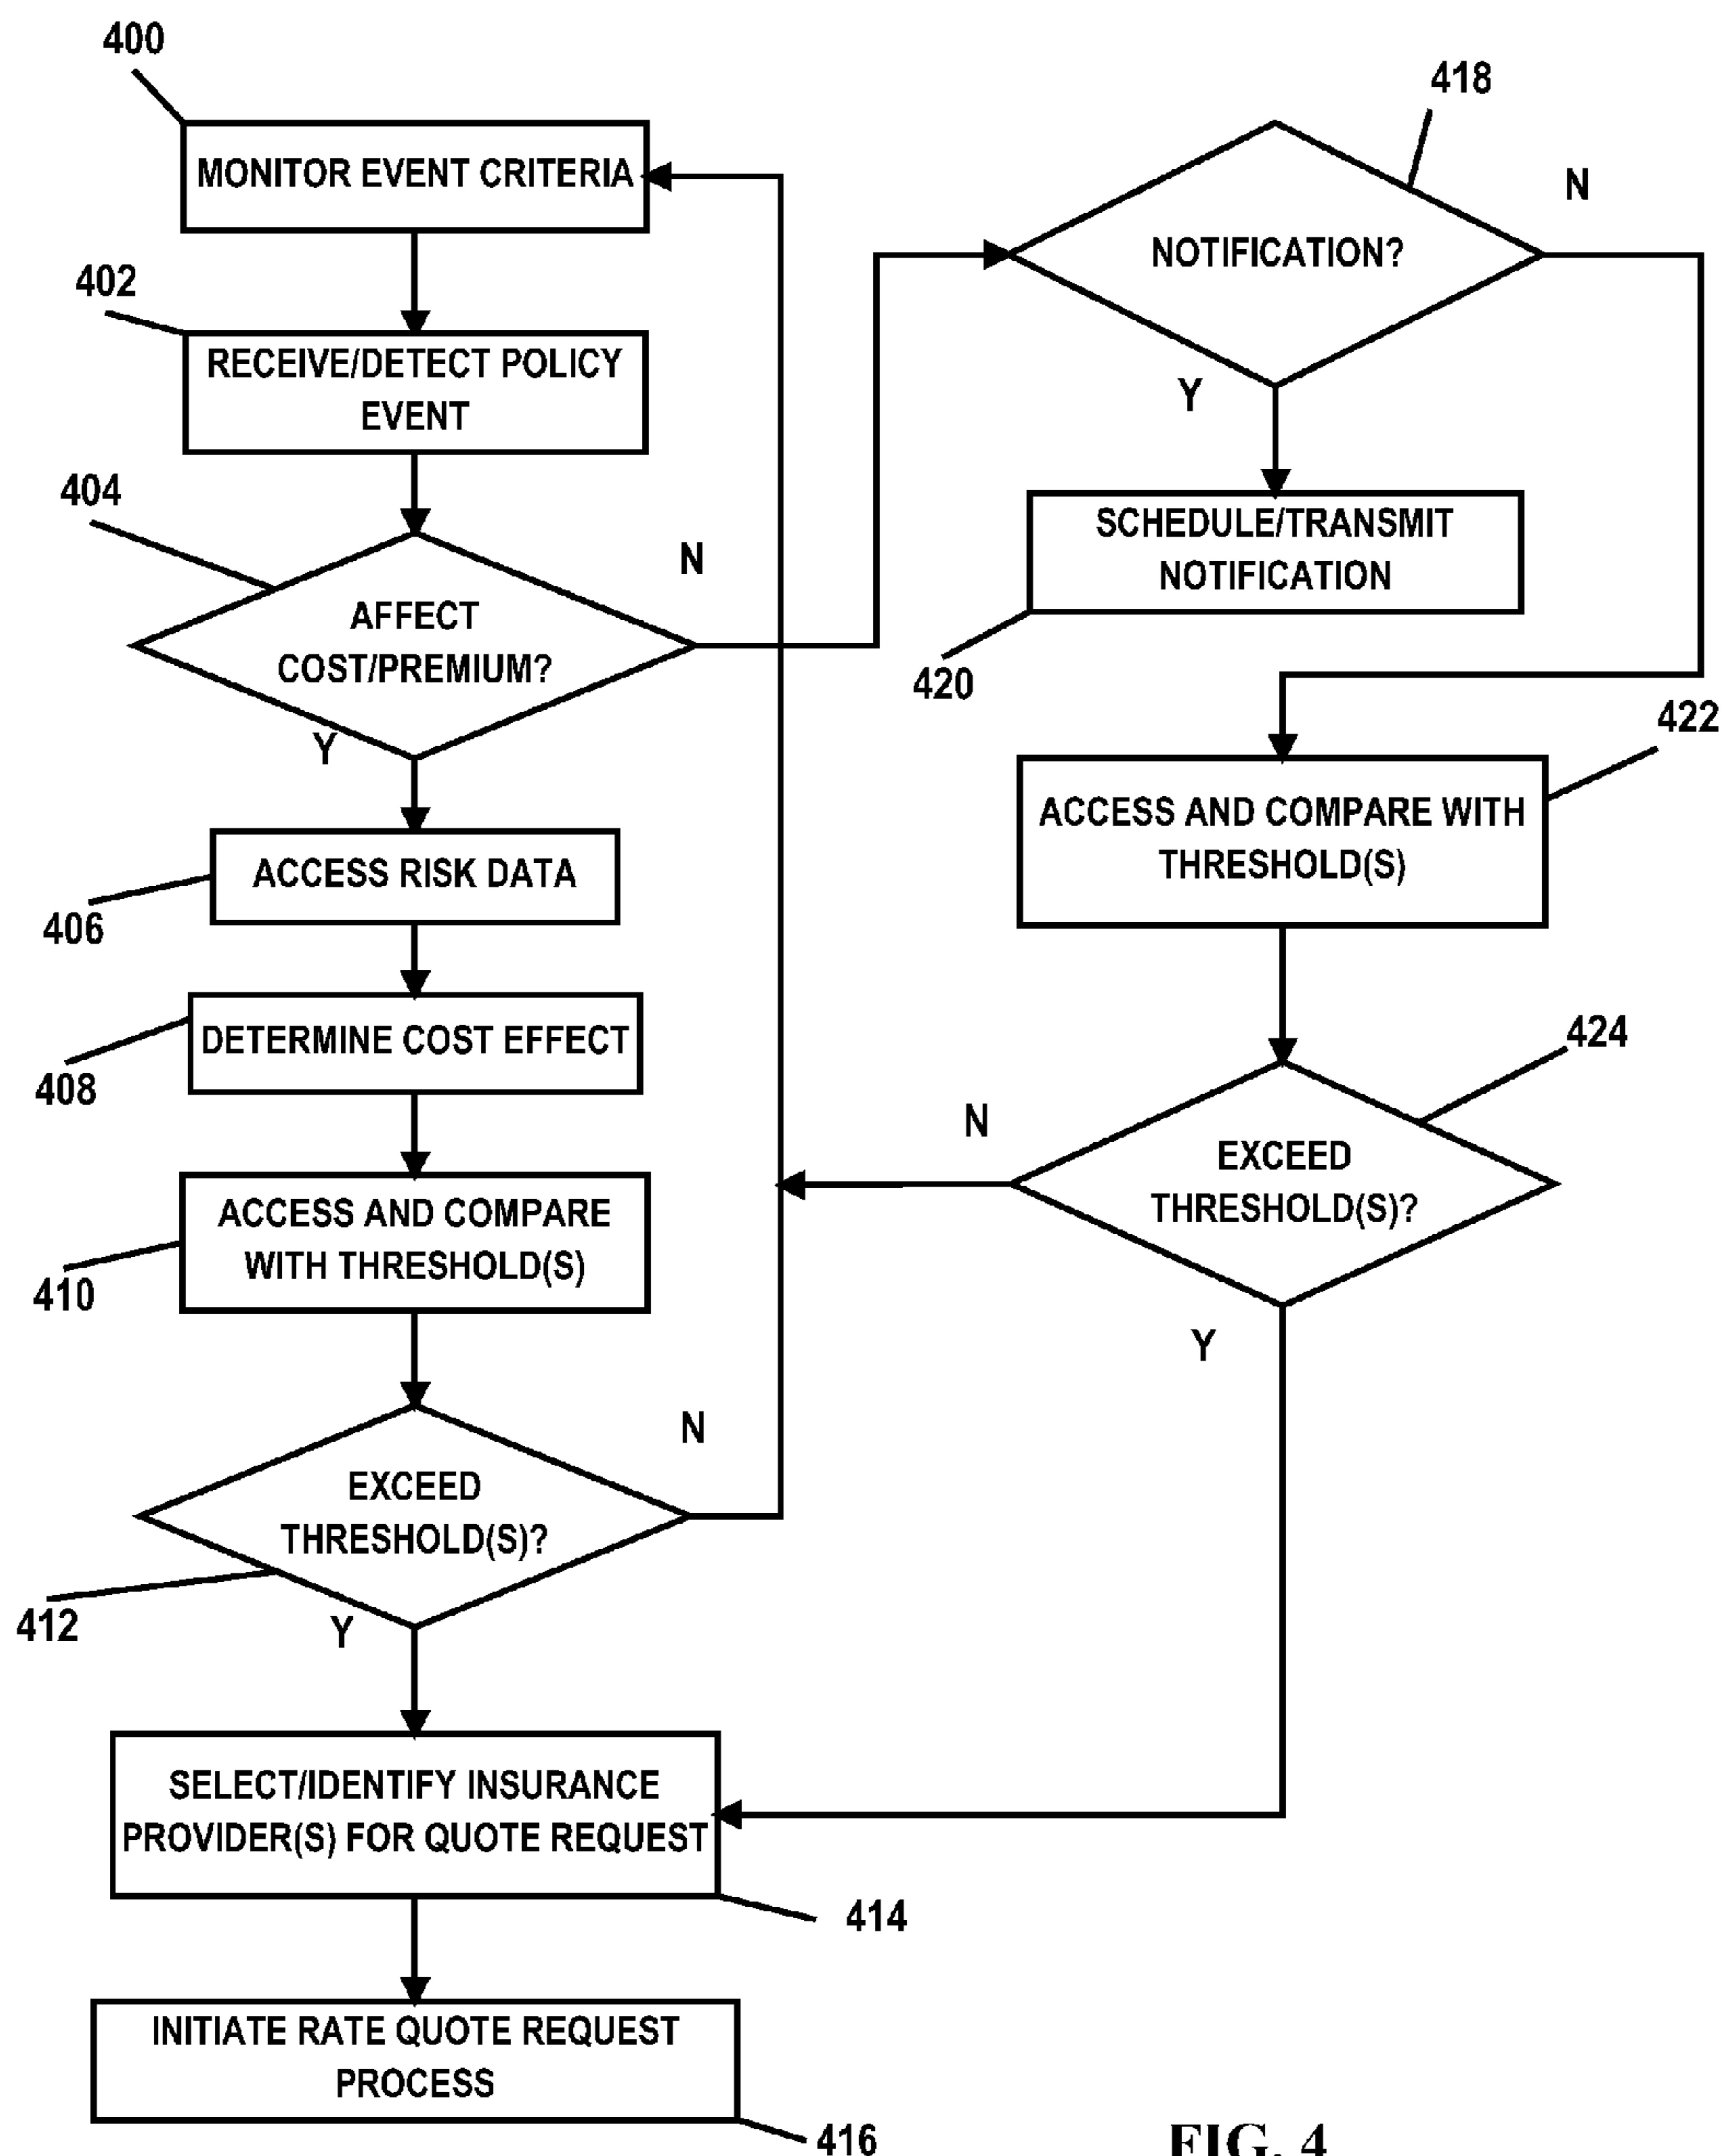 400
MONITOR EVENT CRITERIA
402
RECEIVE/DETECT POLICY
EVENT
404
N
AFFECT
COST/PREMIUM?
Y
ACCESS RISK DATA
406
DETERMINE COST EFFECT
408
ACCESS AND COMPARE
WITH THRESHOLD(S)
410
N
EXCEED
THRESHOLD(S)?
412
Y
SELECT/IDENTIFY INSURANCE
PROVIDER(S) FOR QUOTE REQUEST
414
INITIATE RATE QUOTE REQUEST
PROCESS
416
418
N
NOTIFICATION?
Y
SCHEDULE/TRANSMIT
NOTIFICATION
420
422
ACCESS AND COMPARE WITH
THRESHOLD(S)
424
N
EXCEED
THRESHOLD(S)?
Y
FIG. 4